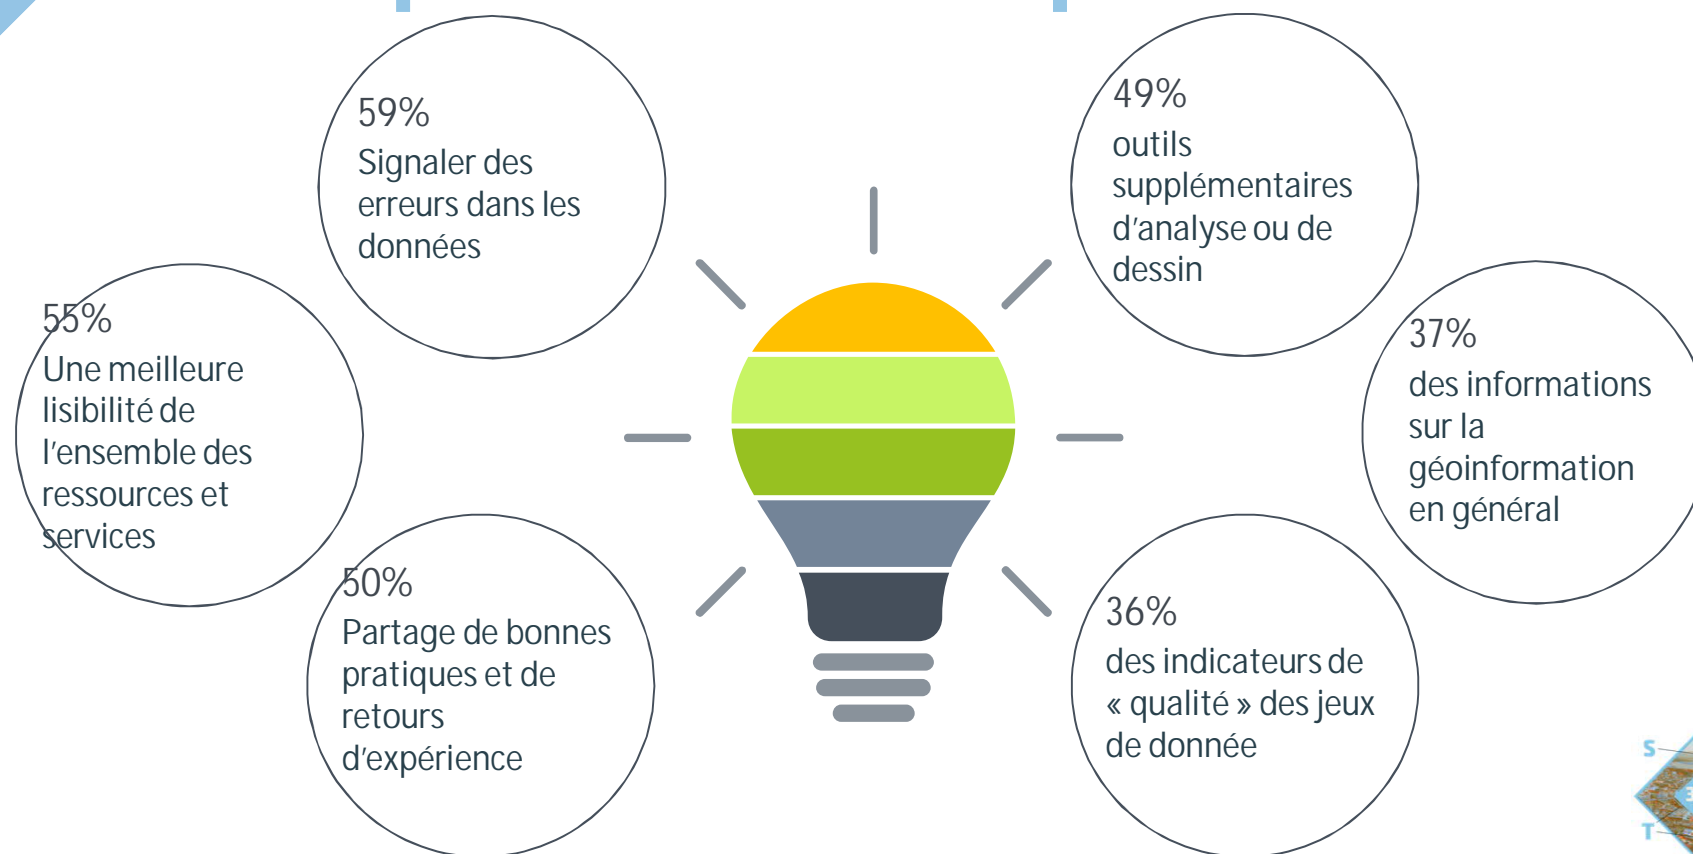 59%
Signaler des
erreurs dans les
données
49%
outils
supplémentaires
d'analyse ou de
dessin
55%
Une meilleure
lisibilité de
l'ensemble des
ressources et
services
37%
des informations
sur la
géoinformation
en général
50%
Partage de bonnes
pratiques et de
retours
d'expérience
36%
des indicateurs de
« qualité » des jeux
de donnée
S
3
T